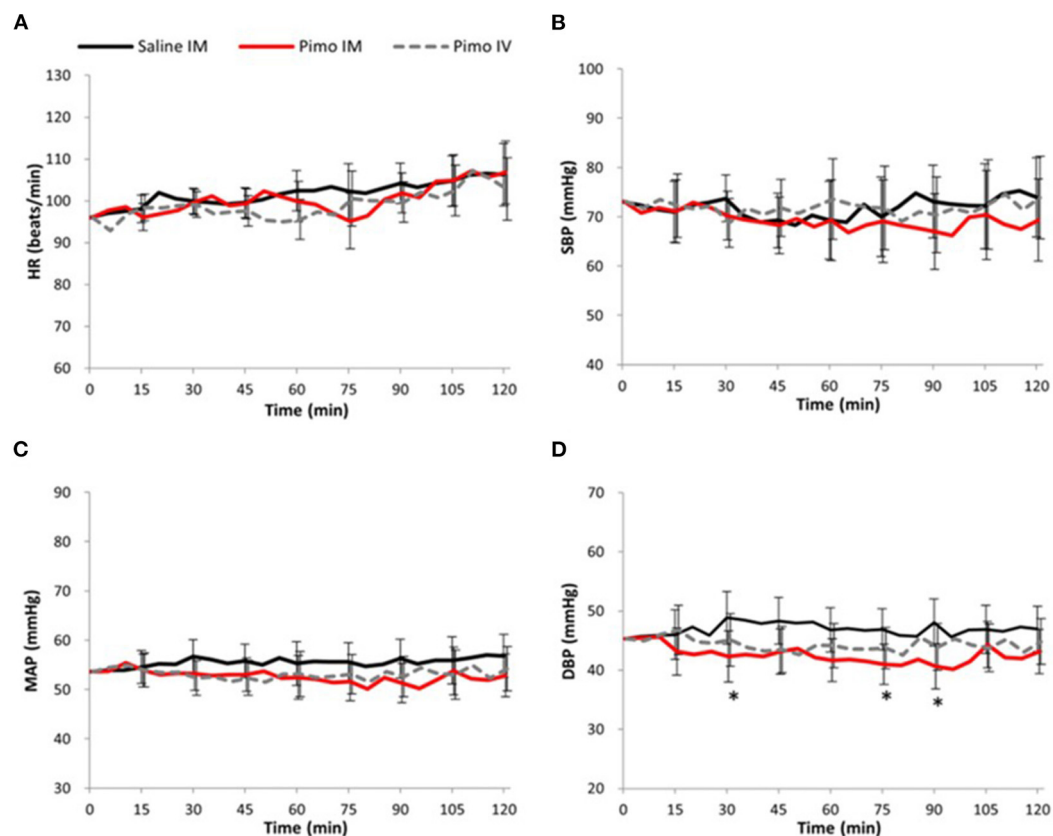 A
Saline IM Pimo IM Pimo IV
130
120
110
100
90
80
70
60
HR (beats/min)
0 15 30 45 60 75 90 105 120
Time (min)
B
100
90
80
70
60
50
40
SBP (mmHg)
0 15 30 45 60 75 90 105 120
Time (min)
C
90
80
70
60
50
40
30
MAP (mmHg)
0 15 30 45 60 75 90 105 120
Time (min)
D
70
60
50
40
30
20
DBP (mmHg)
* * *
0 15 30 45 60 75 90 105 120
Time (min)